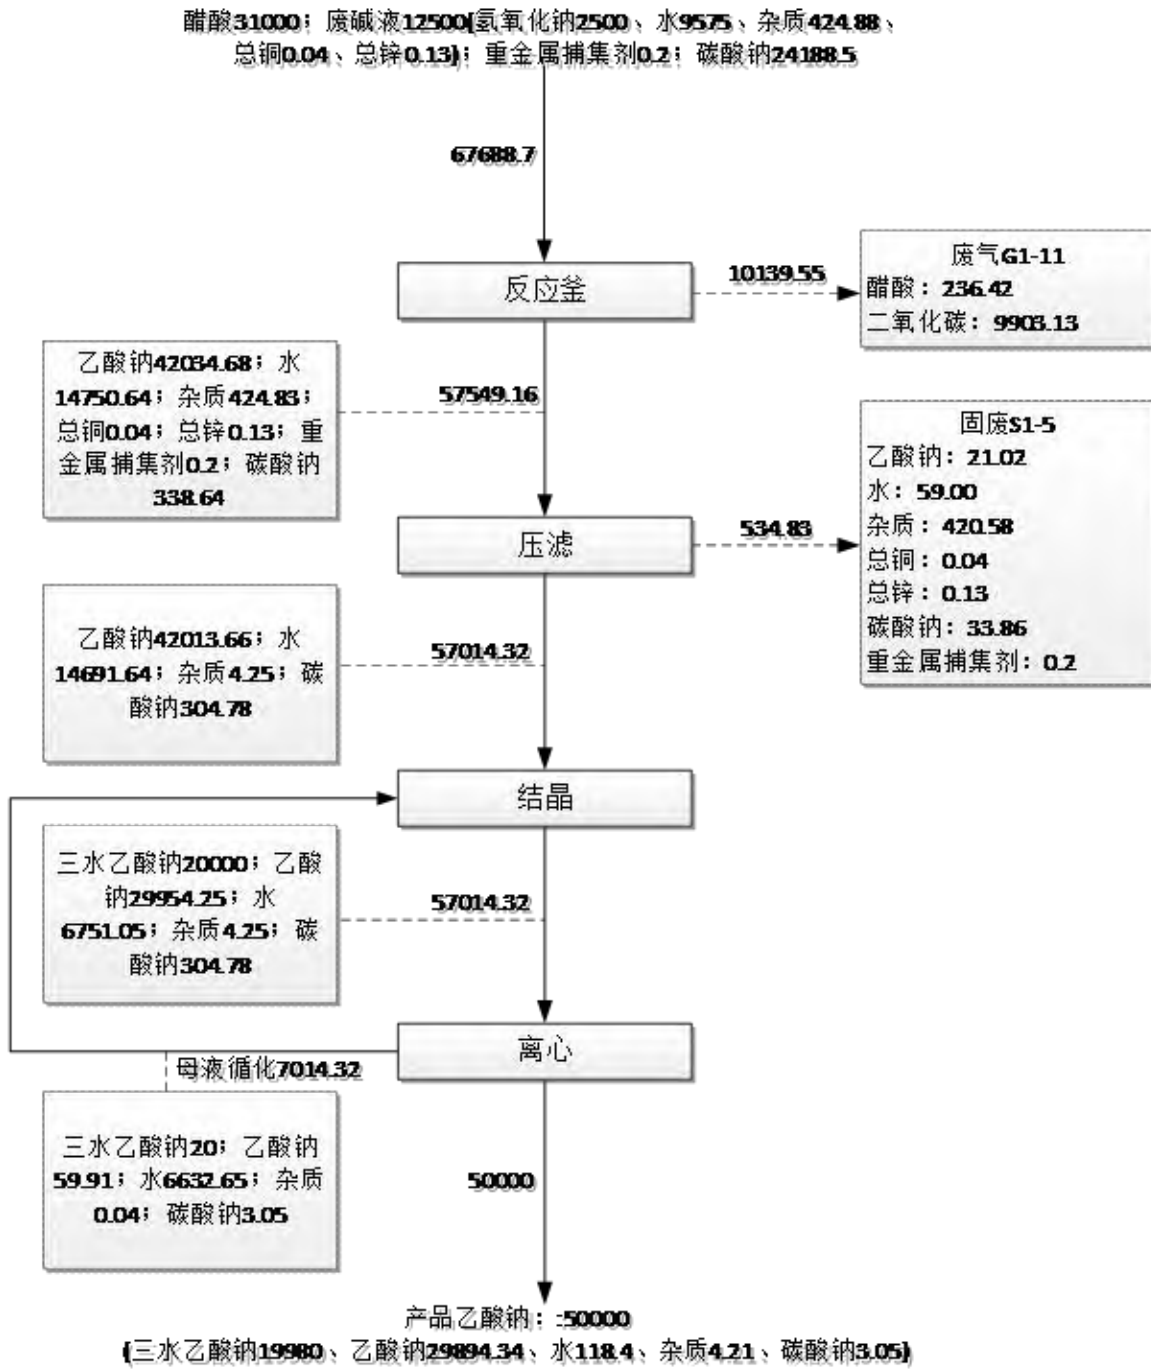 醋酸31000；废碱液12500(氢氧化钠2500、水9575、杂质424.88、
总铜0.04、总锌0.13)；重金属捕集剂0.2；碳酸钠24188.5
67688.7
反应釜
10139.55
废气G1-11
醋酸：236.42
二氧化碳：9903.13
乙酸钠42034.68；水
14750.64；杂质424.83；
总铜0.04；总锌0.13；重
金属捕集剂0.2；碳酸钠
338.64
57549.16
固废S1-5
乙酸钠：21.02
水：59.00
杂质：420.58
总铜：0.04
总锌：0.13
碳酸钠：33.86
重金属捕集剂：0.2
压滤
534.83
乙酸钠42013.66；水
14691.64；杂质4.25；碳
酸钠304.78
57014.32
结晶
三水乙酸钠20000；乙酸
钠29954.25；水
6751.05；杂质4.25；碳
酸钠304.78
57014.32
离心
母液循化7014.32
三水乙酸钠20；乙酸钠
59.91；水6632.65；杂质
0.04；碳酸钠3.05
50000
产品乙酸钠：:50000
(三水乙酸钠19980、乙酸钠29894.34、水118.4、杂质4.21、碳酸钠3.05)